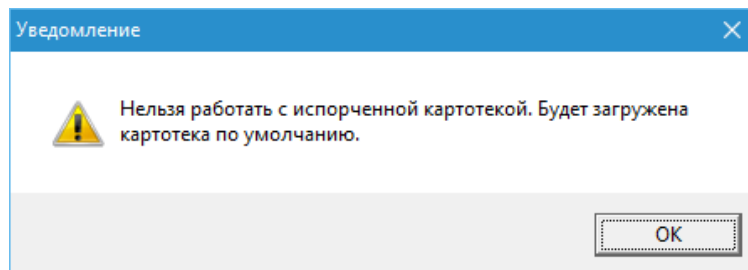 Уведомление
Нельзя работать с испорченной картотекой. Будет загружена
картотека по умолчанию.
OK